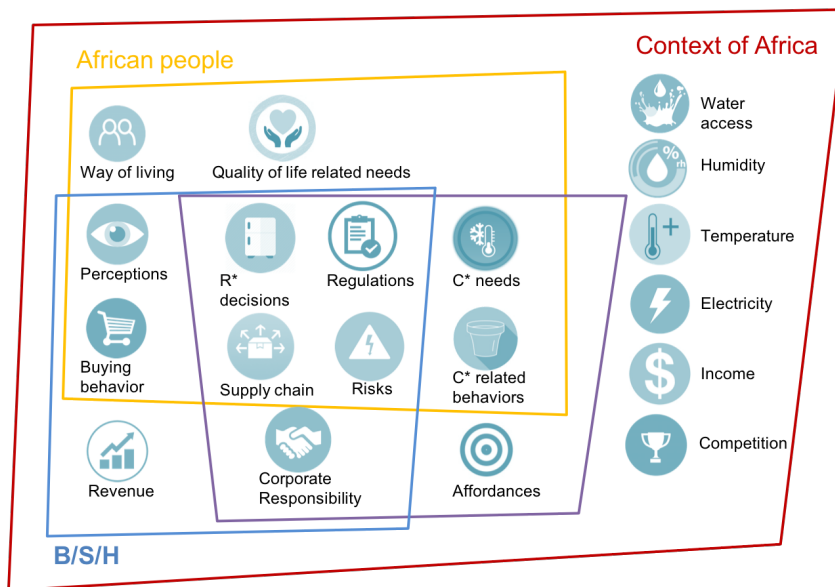 African people
Context of Africa
Water
access
Way of living
Quality of life related needs
% rh
Humidity
Perceptions
R*
decisions
Regulations
C* needs
Temperature
Buying
behavior
Supply chain
Risks
C* related
behaviors
Electricity
$
Income
Revenue
Corporate
Responsibility
Affordances
Competition
B/S/H